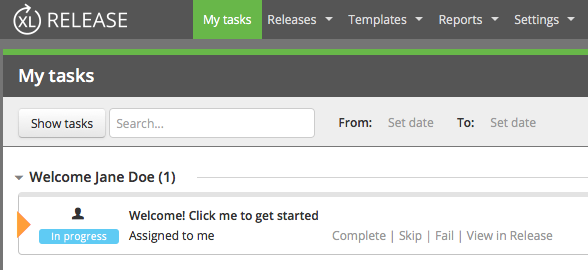 XL RELEASE My tasks Releases Templates Reports Settings
My tasks
Show tasks Search... From: Set date To: Set date
Welcome Jane Doe (1)
Welcome! Click me to get started
In progress Assigned to me Complete | Skip | Fail | View in Release